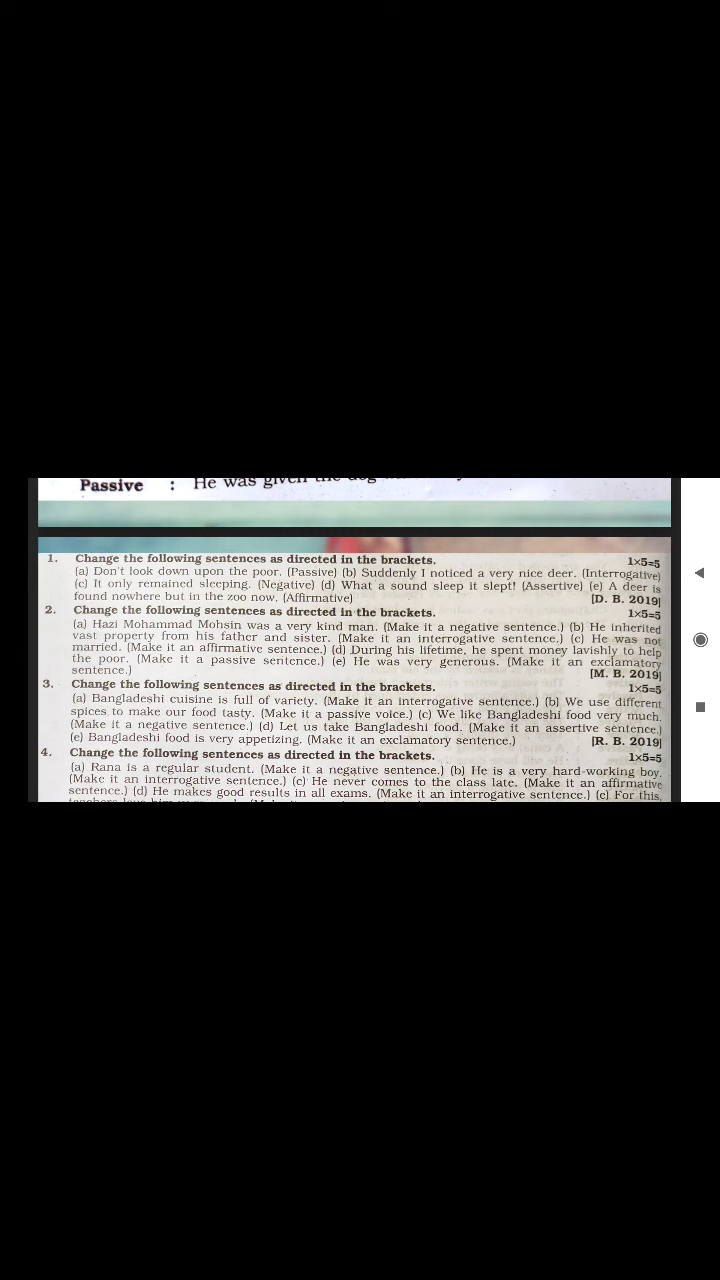 Passive : He was given the dog
1. Change the following sentences as directed in the brackets. 1×5=5
(a) Don't look down upon the poor. (Passive) (b) Suddenly I noticed a very nice deer. (Interrogative)
(c) It only remained sleeping. (Negative) (d) What a sound sleep it slept! (Assertive) (e) A deer is
found nowhere but in the zoo now. (Affirmative) [D. B. 2019]
2. Change the following sentences as directed in the brackets. 1×5=5
(a) Hazi Mohammad Mohsin was a very kind man. (Make it a negative sentence.) (b) He inherited
vast property from his father and sister. (Make it an interrogative sentence.) (c) He was not
married. (Make it an affirmative sentence.) (d) During his lifetime, he spent money lavishly to help
the poor. (Make it a passive sentence.) (e) He was very generous. (Make it an exclamatory
sentence.) [M. B. 2019]
3. Change the following sentences as directed in the brackets. 1×5=5
(a) Bangladeshi cuisine is full of variety. (Make it an interrogative sentence.) (b) We use different
spices to make our food tasty. (Make it a passive voice.) (c) We like Bangladeshi food very much.
(Make it a negative sentence.) (d) Let us take Bangladeshi food. (Make it an assertive sentence.)
(e) Bangladeshi food is very appetizing. (Make it an exclamatory sentence.) [R. B. 2019]
4. Change the following sentences as directed in the brackets. 1×5=5
(a) Rana is a regular student. (Make it a negative sentence.) (b) He is a very hard-working boy.
(Make it an interrogative sentence.) (c) He never comes to the class late. (Make it an affirmative
sentence.) (d) He makes good results in all exams. (Make it an interrogative sentence.) (e) For this,